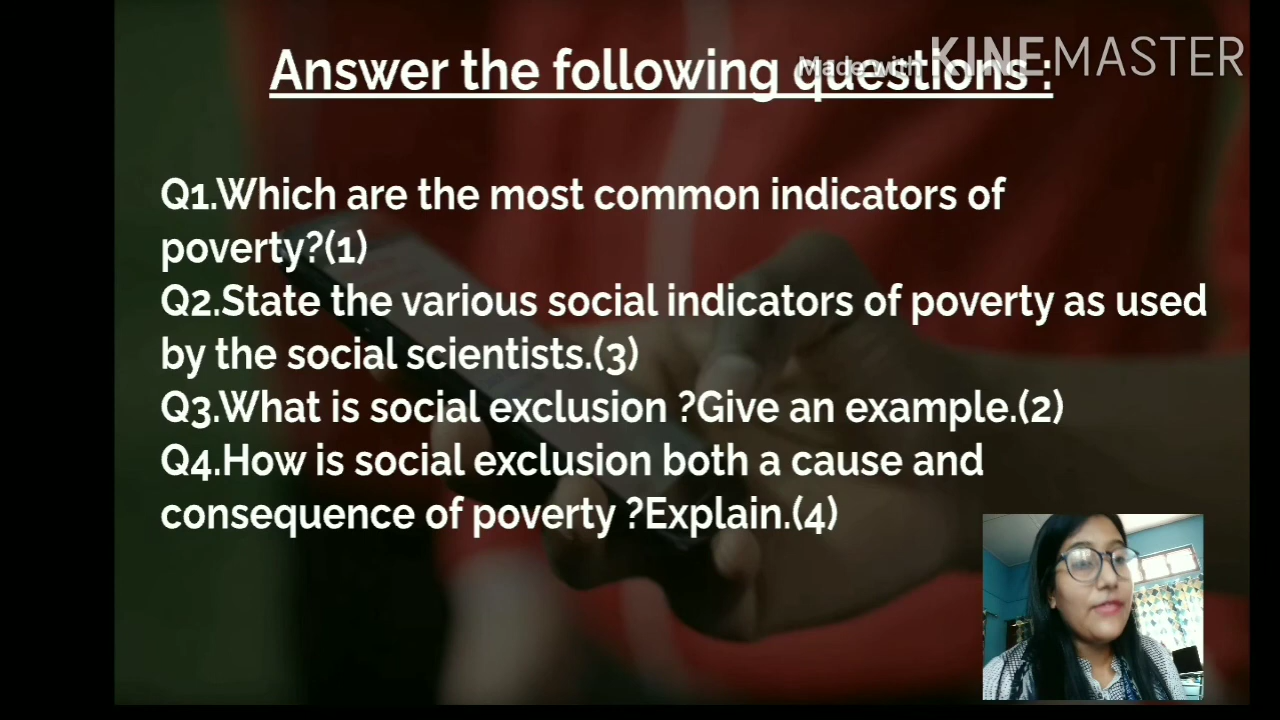 Made with KINEMASTER
Answer the following questions :
Q1.Which are the most common indicators of
poverty?(1)
Q2.State the various social indicators of poverty as used
by the social scientists.(3)
Q3.What is social exclusion ?Give an example.(2)
Q4.How is social exclusion both a cause and
consequence of poverty ?Explain.(4)